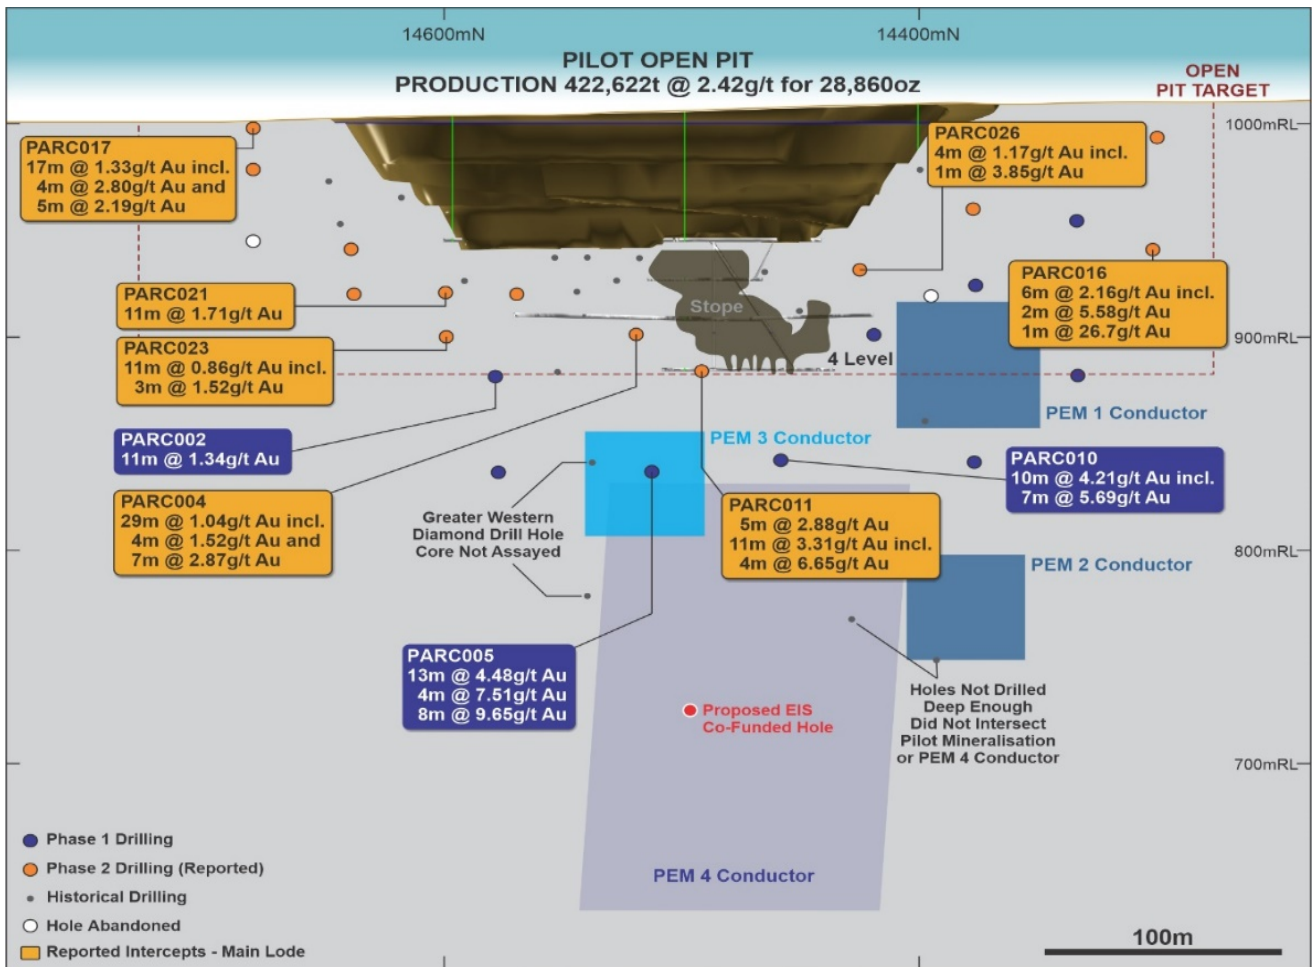 14600mN
14400mN
PILOT OPEN PIT
PRODUCTION 422,622t @ 2.42g/t for 28,860oz
OPEN
PIT TARGET
1000mRL
PARC017
17m @ 1.33g/t Au incl.
4m @ 2.80g/t Au and
5m @ 2.19g/t Au
PARC026
4m @ 1.17g/t Au incl.
1m @ 3.85g/t Au
PARC021
11m @ 1.71g/t Au
PARC016
6m @ 2.16g/t Au incl.
2m @ 5.58g/t Au
1m @ 26.7g/t Au
Stope
900mRL
PARC023
11m @ 0.86g/t Au incl.
3m @ 1.52g/t Au
4 Level
PEM 1 Conductor
PARC002
11m @ 1.34g/t Au
PEM 3 Conductor
PARC010
10m @ 4.21g/t Au incl.
7m @ 5.69g/t Au
PARC004
29m @ 1.04g/t Au incl.
4m @ 1.52g/t Au and
7m @ 2.87g/t Au
Greater Western
Diamond Drill Hole
Core Not Assayed
PARC011
5m @ 2.88g/t Au
11m @ 3.31g/t Au incl.
4m @ 6.65g/t Au
800mRL
PEM 2 Conductor
PARC005
13m @ 4.48g/t Au
4m @ 7.51g/t Au
8m @ 9.65g/t Au
Proposed EIS
Co-Funded Hole
Holes Not Drilled
Deep Enough
Did Not Intersect
Pilot Mineralisation
or PEM 4 Conductor
700mRL
PEM 4 Conductor
Phase 1 Drilling
Phase 2 Drilling (Reported)
Historical Drilling
Hole Abandoned
Reported Intercepts - Main Lode
100m